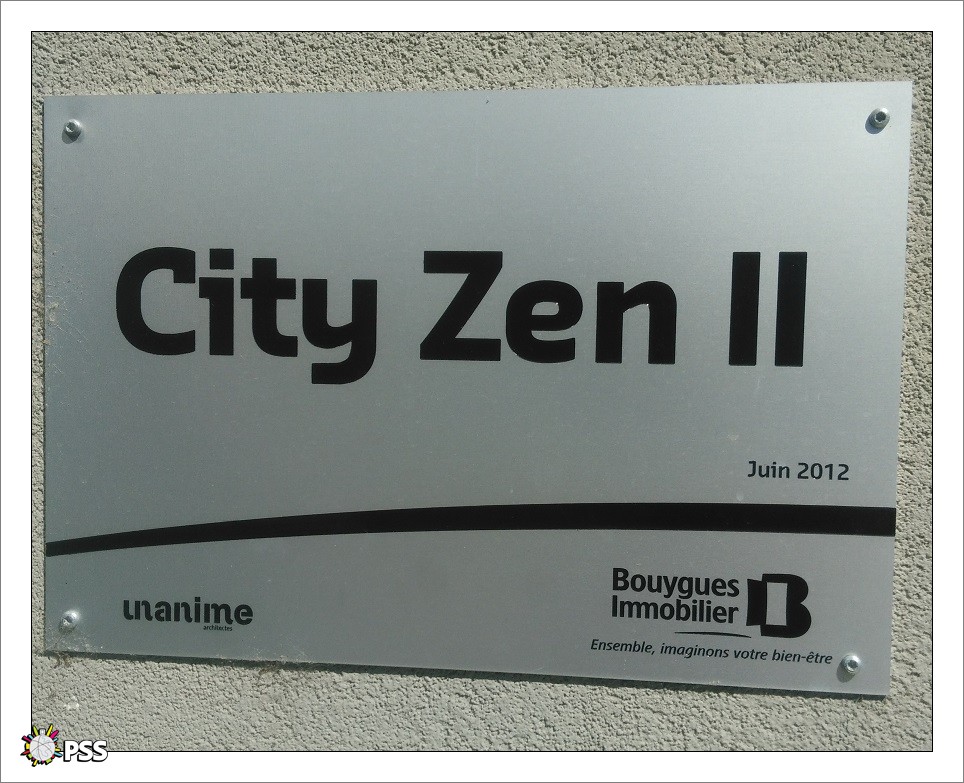 City Zen II
Juin 2012
unanime
architectes
Bouygues
Immobilier
Ensemble, imaginons votre bien-être
PSS